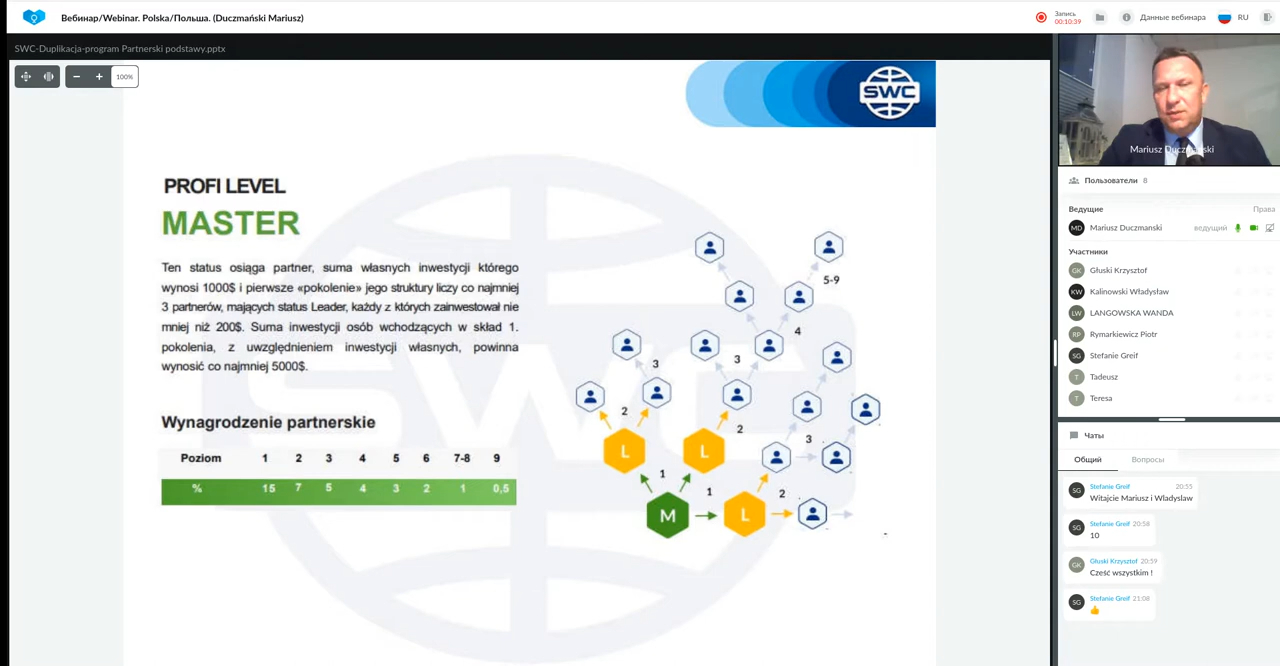 Вебинар/Webinar. Polska/Польша. (Duczmański Mariusz)
Запись
00:10:39
Данные вебинара
RU
SWC-Duplikacja-program Partnerski podstawy.pptx
100%
SWC
PROFI LEVEL
MASTER
Ten status osiąga partner, suma własnych inwestycji którego
wynosi 1000$ i pierwsze «pokolenie» jego struktury liczy co najmniej
3 partnerów, mających status Leader, każdy z których zainwestował nie
mniej niż 200$. Suma inwestycji osób wchodzących w skład 1.
pokolenia, z uwzględnieniem inwestycji własnych, powinna
wynosić co najmniej 5000$.
Wynagrodzenie partnerskie
Poziom 1 2 3 4 5 6 7-8 9
% 15 7 5 4 3 2 1 0,5
5-9
4
3
3
2
2
L
L
3
1
1
2
M
L
SWC
Mariusz Duczmański
Пользователи 8
Ведущие Права
MD Mariusz Duczmanski ведущий
Участники
GK Głuski Krzysztof
KW Kalinowski Władysław
LW LANGOWSKA WANDA
RP Rymarkiewicz Piotr
SG Stefanie Greif
T Tadeusz
T Teresa
Чаты
Общий Вопросы
SG Stefanie Greif 20:55
Witajcie Mariusz i Wladyslaw
SG Stefanie Greif 20:58
10
GK Głuski Krzysztof 20:59
Cześć wszystkim !
SG Stefanie Greif 21:08
👍